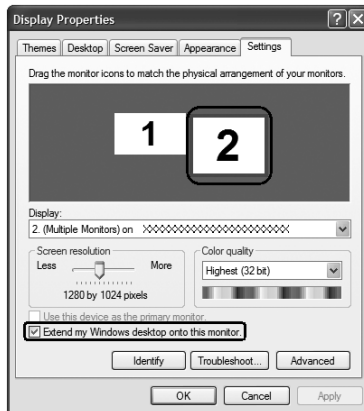 Display Properties
Themes Desktop Screen Saver Appearance Settings
Drag the monitor icons to match the physical arrangement of your monitors.
1 2
Display:
2. (Multiple Monitors) on XXXXXXXXXXXXXXXXXXXXXXX
Screen resolution Color quality
Less More Highest (32 bit)
1280 by 1024 pixels
Use this device as the primary monitor.
Extend my Windows desktop onto this monitor.
Identify Troubleshoot... Advanced
OK Cancel Apply